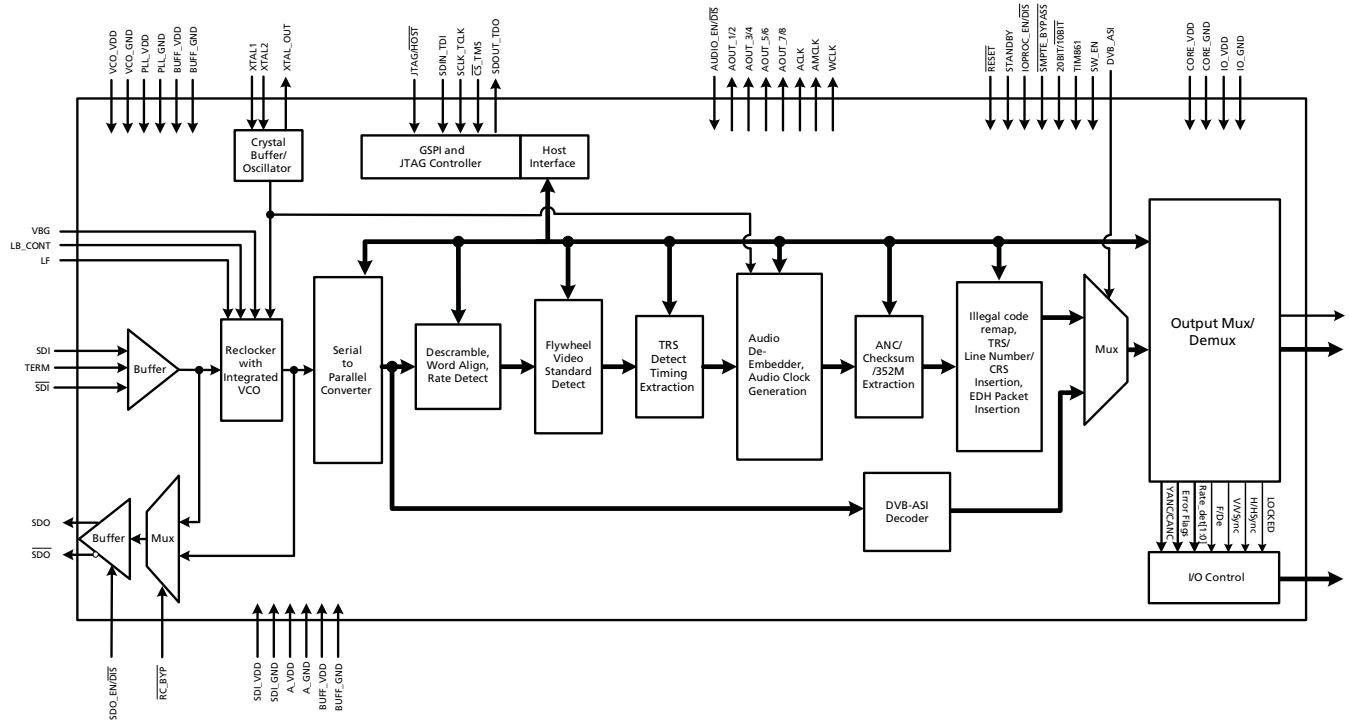 VCO_VDD
VCO_GND
PLL_VDD
PLL_GND
BUFF_VDD
BUFF_GND
XTAL1
XTAL2
XTAL_OUT
JTAG/HOST
SDIN_TDI
SCLK_TCLK
CS_TMS
SDOUT_TDO
AUDIO_EN/DIS
AOUT_1/2
AOUT_3/4
AOUT_5/6
AOUT_7/8
ACLK
AMCLK
WCLK
RESET
STANDBY
IOPROC_EN/DIS
SMPTE_BYPASS
20BIT/10BIT
TIM861
SW_EN
DVB_ASI
CORE_VDD
CORE_GND
IO_VDD
IO_GND
Crystal
Buffer/
Oscillator
GSPI and
JTAG Controller
Host
Interface
VBG
LB_CONT
LF
SDI
TERM
SDI
Buffer
Reclocker
with
Integrated
VCO
Serial
to
Parallel
Converter
Descramble,
Word Align,
Rate Detect
Flywheel
Video
Standard
Detect
TRS
Detect
Timing
Extraction
Audio
De-
Embedder,
Audio Clock
Generation
ANC/
Checksum
/352M
Extraction
Illegal code
remap,
TRS/
Line Number/
CRS
Insertion,
EDH Packet
Insertion
Mux
Output Mux/
Demux
DVB-ASI
Decoder
YANC/CANC
Error Flags
Rate_det[1:0]
F/De
V/VSync
H/HSync
LOCKED
I/O Control
SDO
SDO
Buffer
Mux
SDO_EN/DIS
RC_BYP
SDI_VDD
SDI_GND
A_VDD
A_GND
BUFF_VDD
BUFF_GND